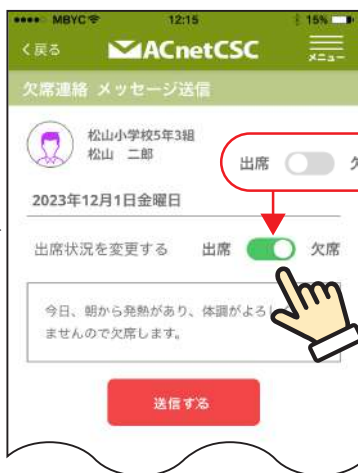 MBYC 12:15 15%
＜戻る ACnetCSC メニュー
欠席連絡 メッセージ送信
松山小学校5年3組
松山 二郎
出席
2023年12月1日金曜日
出席状況を変更する 出席 欠席
今日、朝から発熱があり、体調がよろし
ませんので欠席します。
送信する